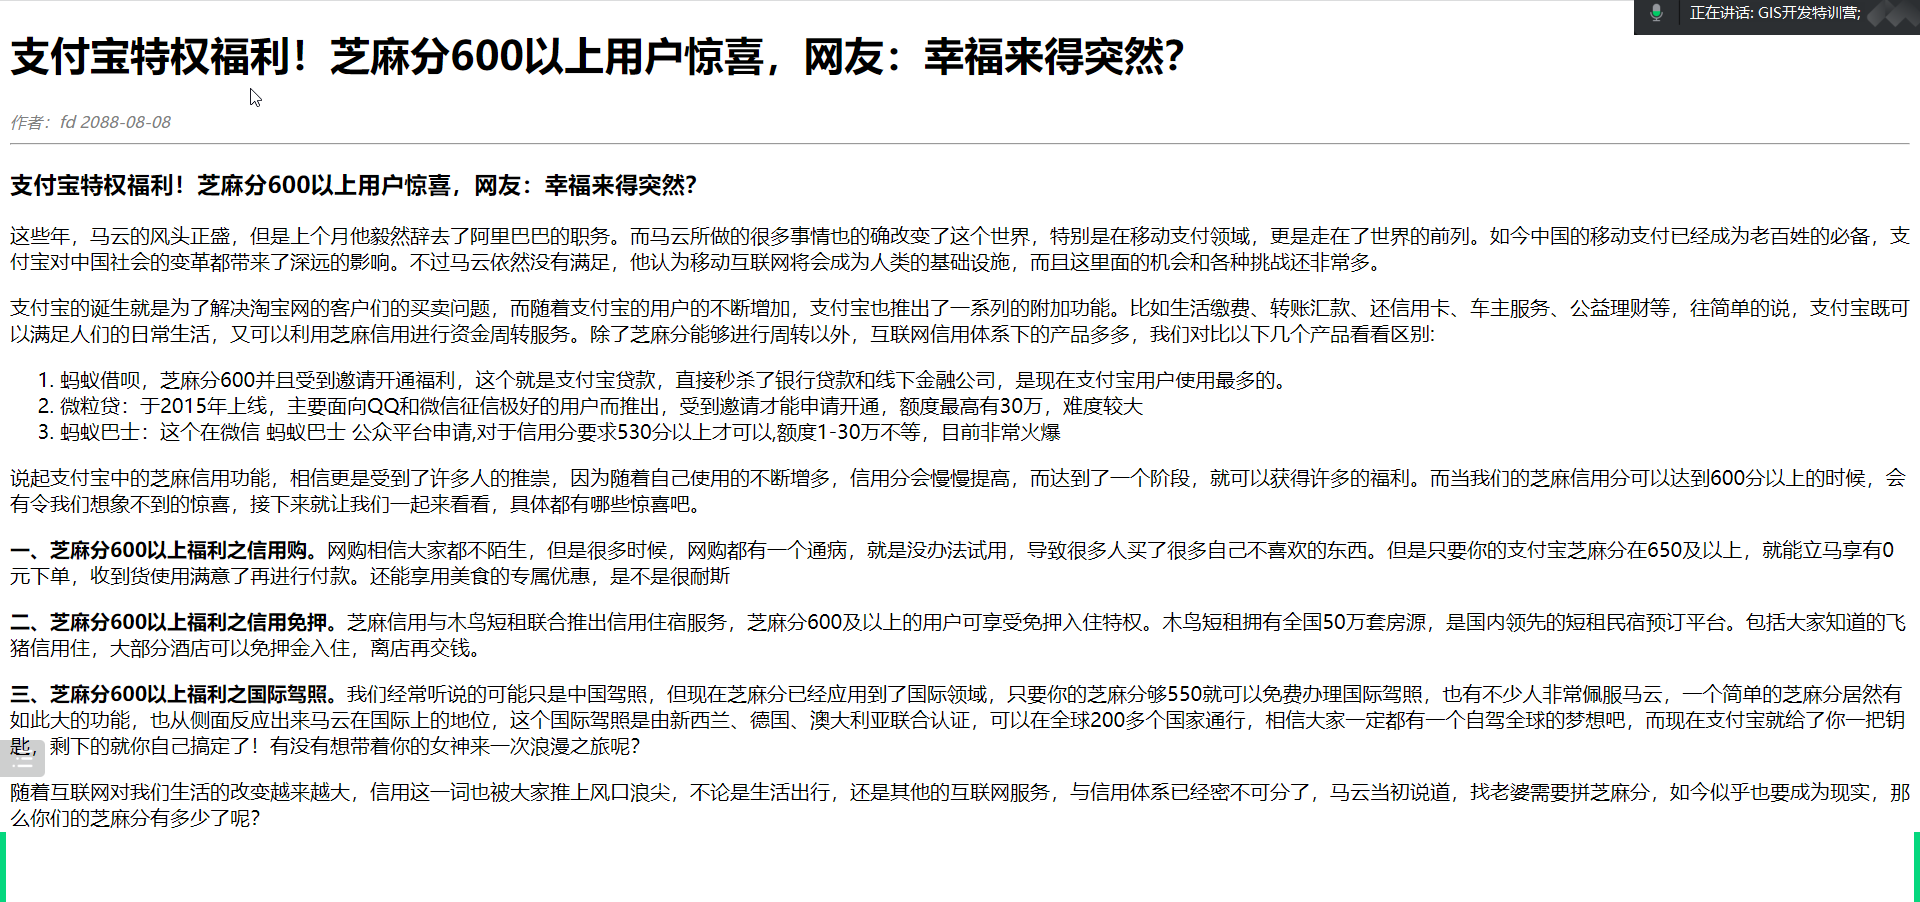 正在讲话: GIS开发特训营;
支付宝特权福利！芝麻分600以上用户惊喜，网友：幸福来得突然？
作者：fd 2088-08-08
支付宝特权福利！芝麻分600以上用户惊喜，网友：幸福来得突然？
这些年，马云的风头正盛，但是上个月他毅然辞去了阿里巴巴的职务。而马云所做的很多事情也的确改变了这个世界，特别是在移动支付领域，更是走在了世界的前列。如今中国的移动支付已经成为老百姓的必备，支
付宝对中国社会的变革都带来了深远的影响。不过马云依然没有满足，他认为移动互联网将会成为人类的基础设施，而且这里面的机会和各种挑战还非常多。
支付宝的诞生就是为了解决淘宝网的客户们的买卖问题，而随着支付宝的用户的不断增加，支付宝也推出了一系列的附加功能。比如生活缴费、转账汇款、还信用卡、车主服务、公益理财等，往简单的说，支付宝既可
以满足人们的日常生活，又可以利用芝麻信用进行资金周转服务。除了芝麻分能够进行周转以外，互联网信用体系下的产品多多，我们对比以下几个产品看看区别:
1. 蚂蚁借呗，芝麻分600并且受到邀请开通福利，这个就是支付宝贷款，直接秒杀了银行贷款和线下金融公司，是现在支付宝用户使用最多的。
2. 微粒贷：于2015年上线，主要面向QQ和微信征信极好的用户而推出，受到邀请才能申请开通，额度最高有30万，难度较大
3. 蚂蚁巴士：这个在微信 蚂蚁巴士 公众平台申请,对于信用分要求530分以上才可以,额度1-30万不等，目前非常火爆
说起支付宝中的芝麻信用功能，相信更是受到了许多人的推崇，因为随着自己使用的不断增多，信用分会慢慢提高，而达到了一个阶段，就可以获得许多的福利。而当我们的芝麻信用分可以达到600分以上的时候，会
有令我们想象不到的惊喜，接下来就让我们一起来看看，具体都有哪些惊喜吧。
一、芝麻分600以上福利之信用购。网购相信大家都不陌生，但是很多时候，网购都有一个通病，就是没办法试用，导致很多人买了很多自己不喜欢的东西。但是只要你的支付宝芝麻分在650及以上，就能立马享有0
元下单，收到货使用满意了再进行付款。还能享用美食的专属优惠，是不是很耐斯
二、芝麻分600以上福利之信用免押。芝麻信用与木鸟短租联合推出信用住宿服务，芝麻分600及以上的用户可享受免押入住特权。木鸟短租拥有全国50万套房源，是国内领先的短租民宿预订平台。包括大家知道的飞
猪信用住，大部分酒店可以免押金入住，离店再交钱。
三、芝麻分600以上福利之国际驾照。我们经常听说的可能只是中国驾照，但现在芝麻分已经应用到了国际领域，只要你的芝麻分够550就可以免费办理国际驾照，也有不少人非常佩服马云，一个简单的芝麻分居然有
如此大的功能，也从侧面反应出来马云在国际上的地位，这个国际驾照是由新西兰、德国、澳大利亚联合认证，可以在全球200多个国家通行，相信大家一定都有一个自驾全球的梦想吧，而现在支付宝就给了你一把钥
匙，剩下的就你自己搞定了！有没有想带着你的女神来一次浪漫之旅呢？
随着互联网对我们生活的改变越来越大，信用这一词也被大家推上风口浪尖，不论是生活出行，还是其他的互联网服务，与信用体系已经密不可分了，马云当初说道，找老婆需要拼芝麻分，如今似乎也要成为现实，那
么你们的芝麻分有多少了呢？